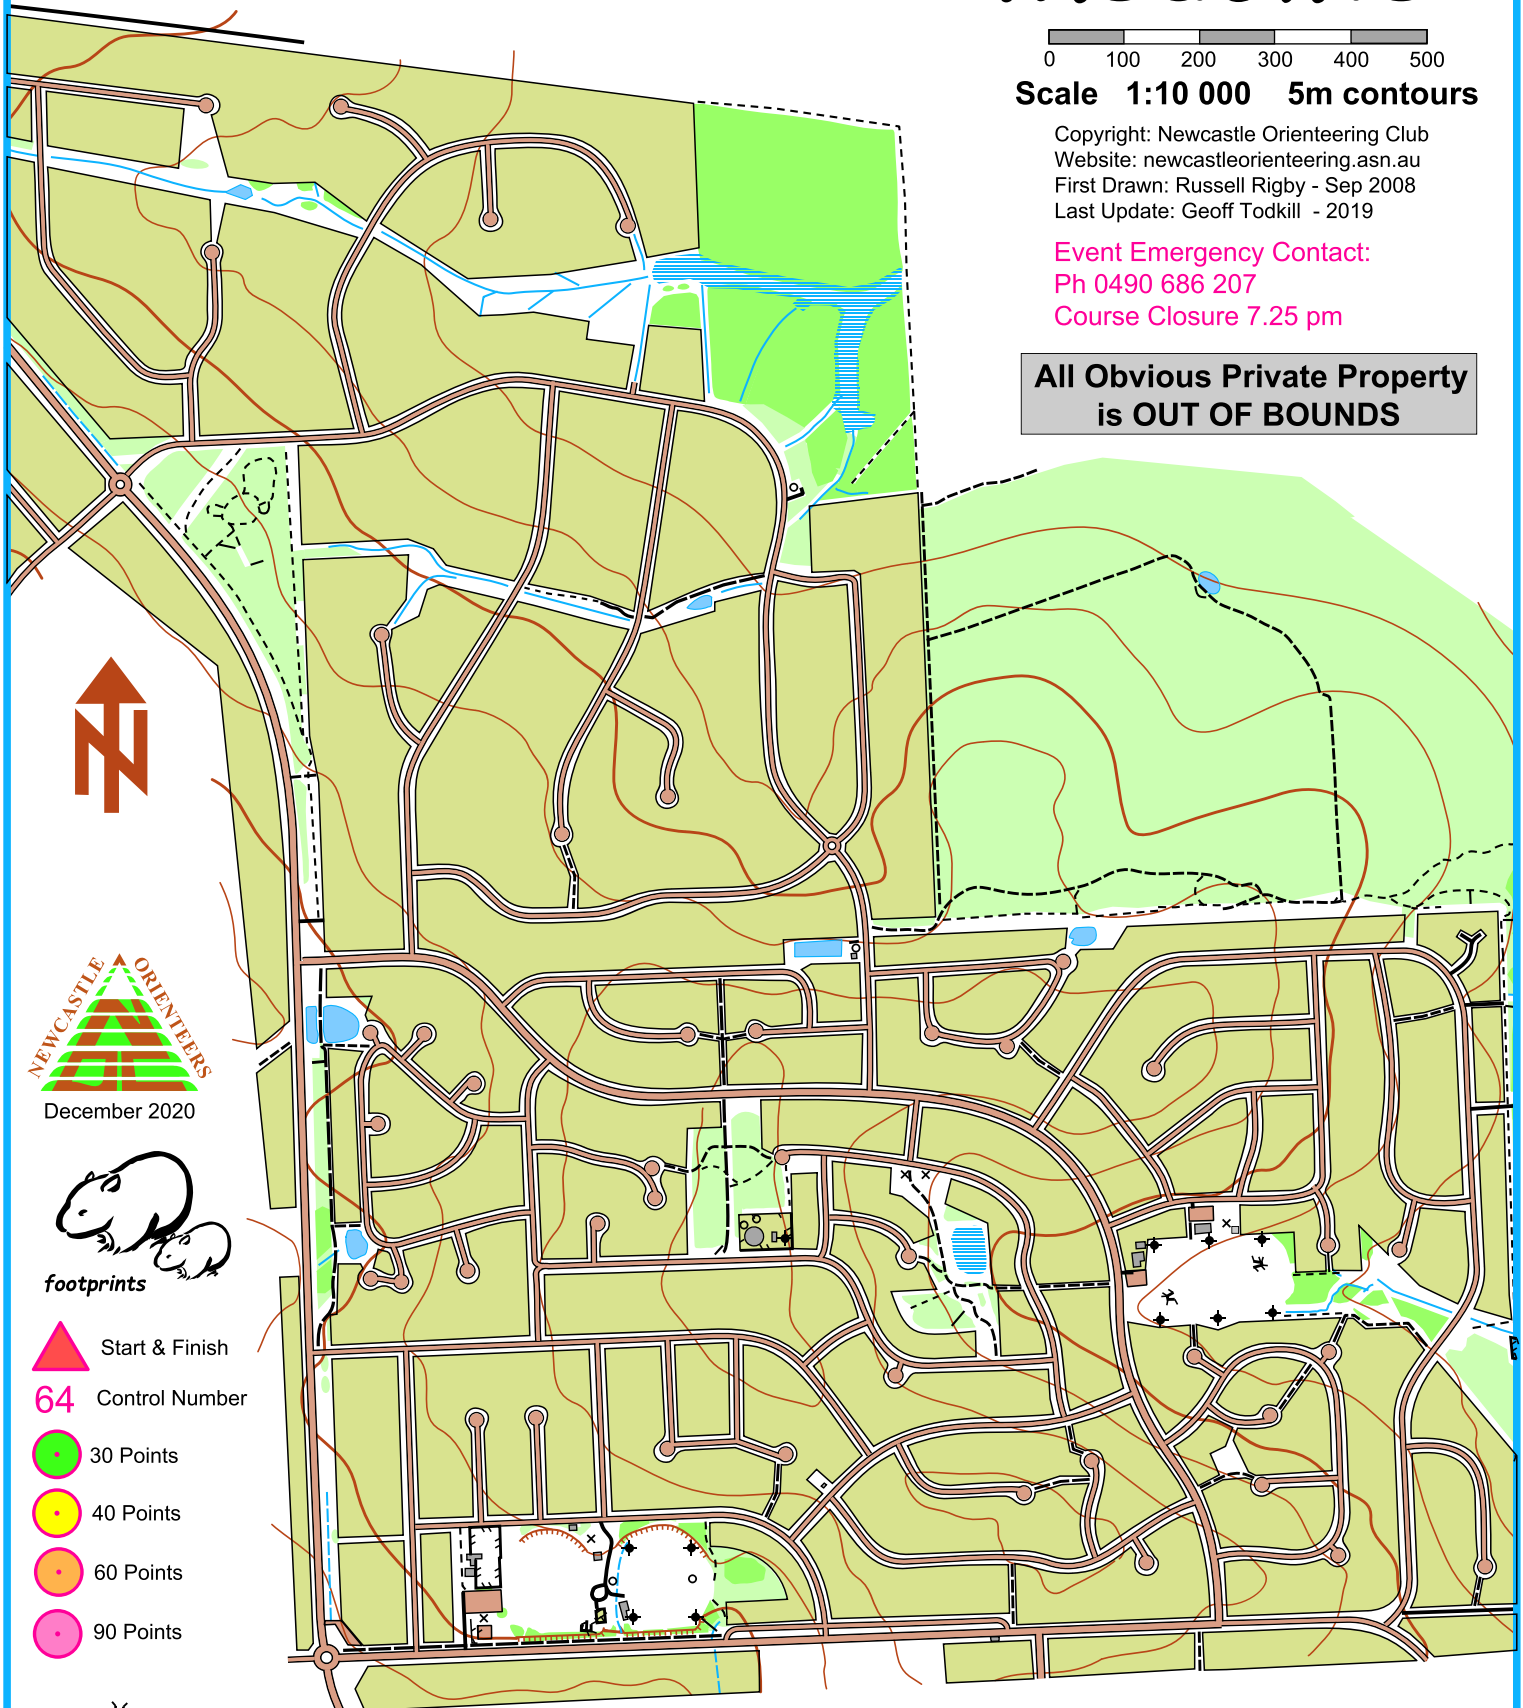 0 100 200 300 400 500
Scale 1:10 000 5m contours
Copyright: Newcastle Orienteering Club
Website: newcastleorienteering.asn.au
First Drawn: Russell Rigby - Sep 2008
Last Update: Geoff Todkill - 2019
Event Emergency Contact:
Ph 0490 686 207
Course Closure 7.25 pm
All Obvious Private Property
is OUT OF BOUNDS
N
NEWCASTLE ORIENTEERS
December 2020
footprints
Start & Finish
64 Control Number
30 Points
40 Points
60 Points
90 Points